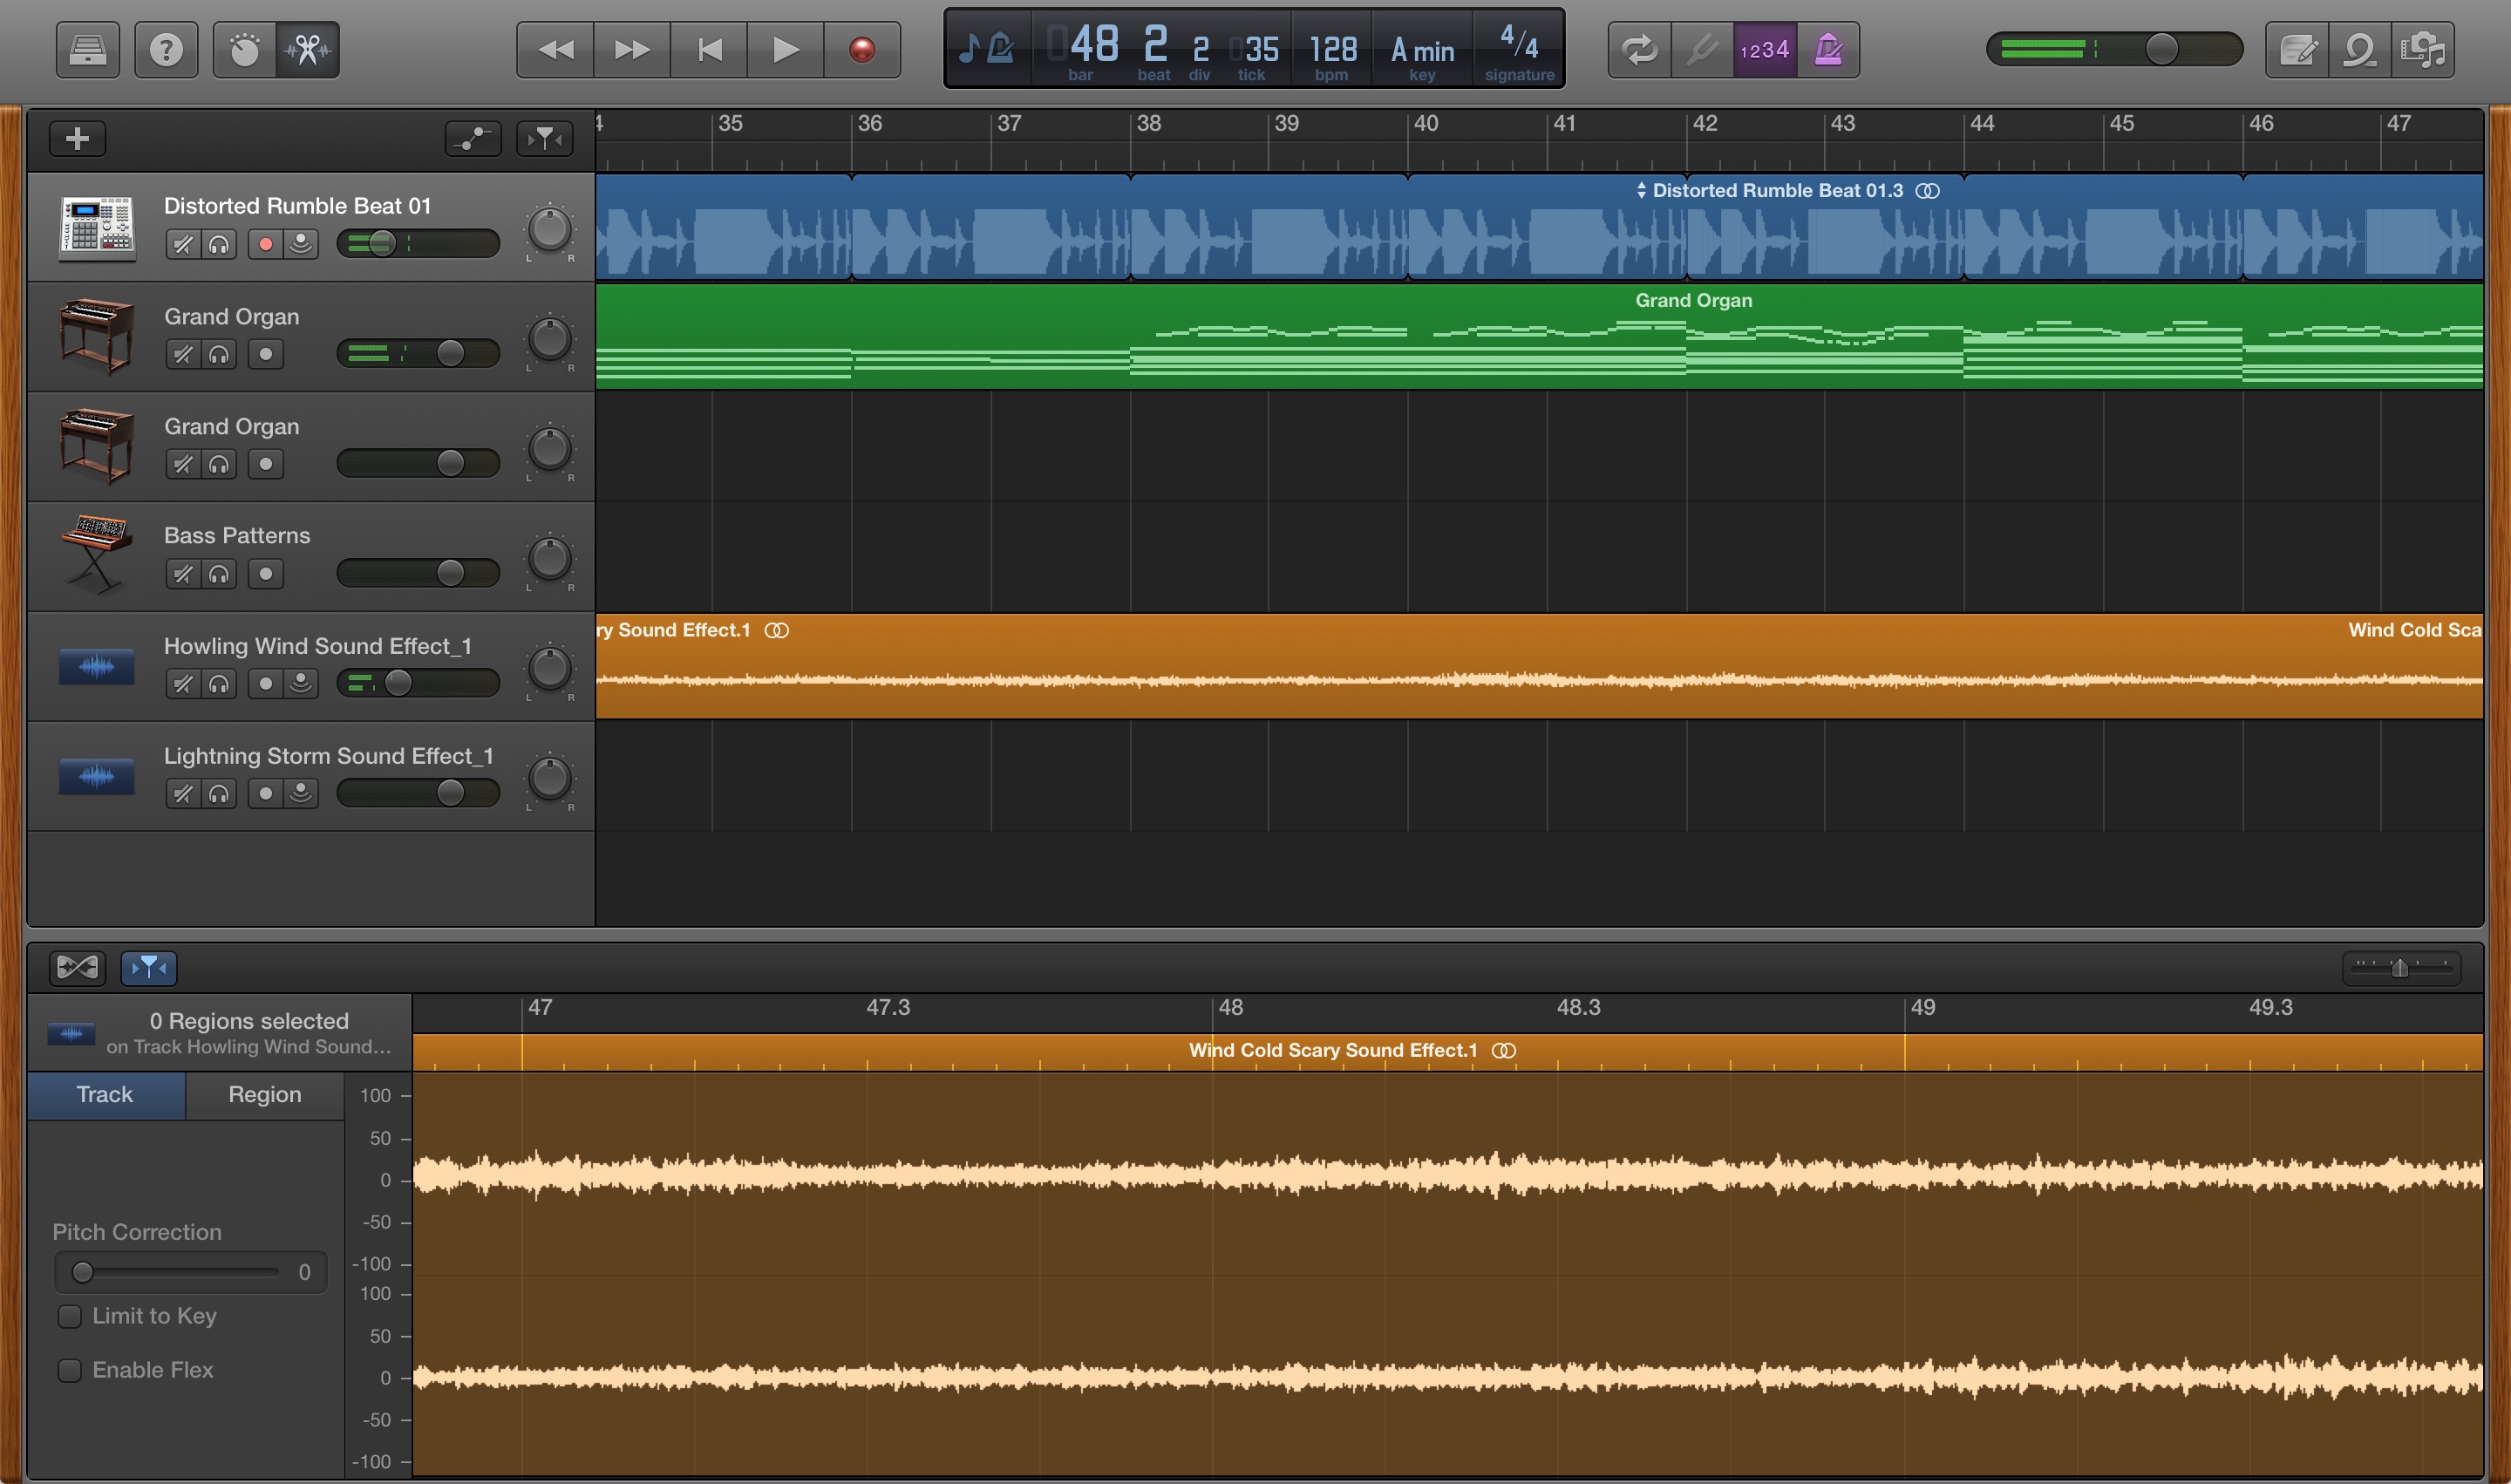 048 2 2 035 128 A min 4/4
bar beat div tick bpm key signature
1234
4 35 36 37 38 39 40 41 42 43 44 45 46 47
Distorted Rumble Beat 01
L R
Distorted Rumble Beat 01.3
Grand Organ
L R
Grand Organ
Grand Organ
L R
Bass Patterns
L R
Howling Wind Sound Effect_1
L R
ry Sound Effect.1
Wind Cold Sca
Lightning Storm Sound Effect_1
L R
47 47.3 48 48.3 49 49.3
0 Regions selected
on Track Howling Wind Sound...
Wind Cold Scary Sound Effect.1
Track Region
100
50
0
-50
-100
100
50
0
-50
-100
Pitch Correction
0
Limit to Key
Enable Flex